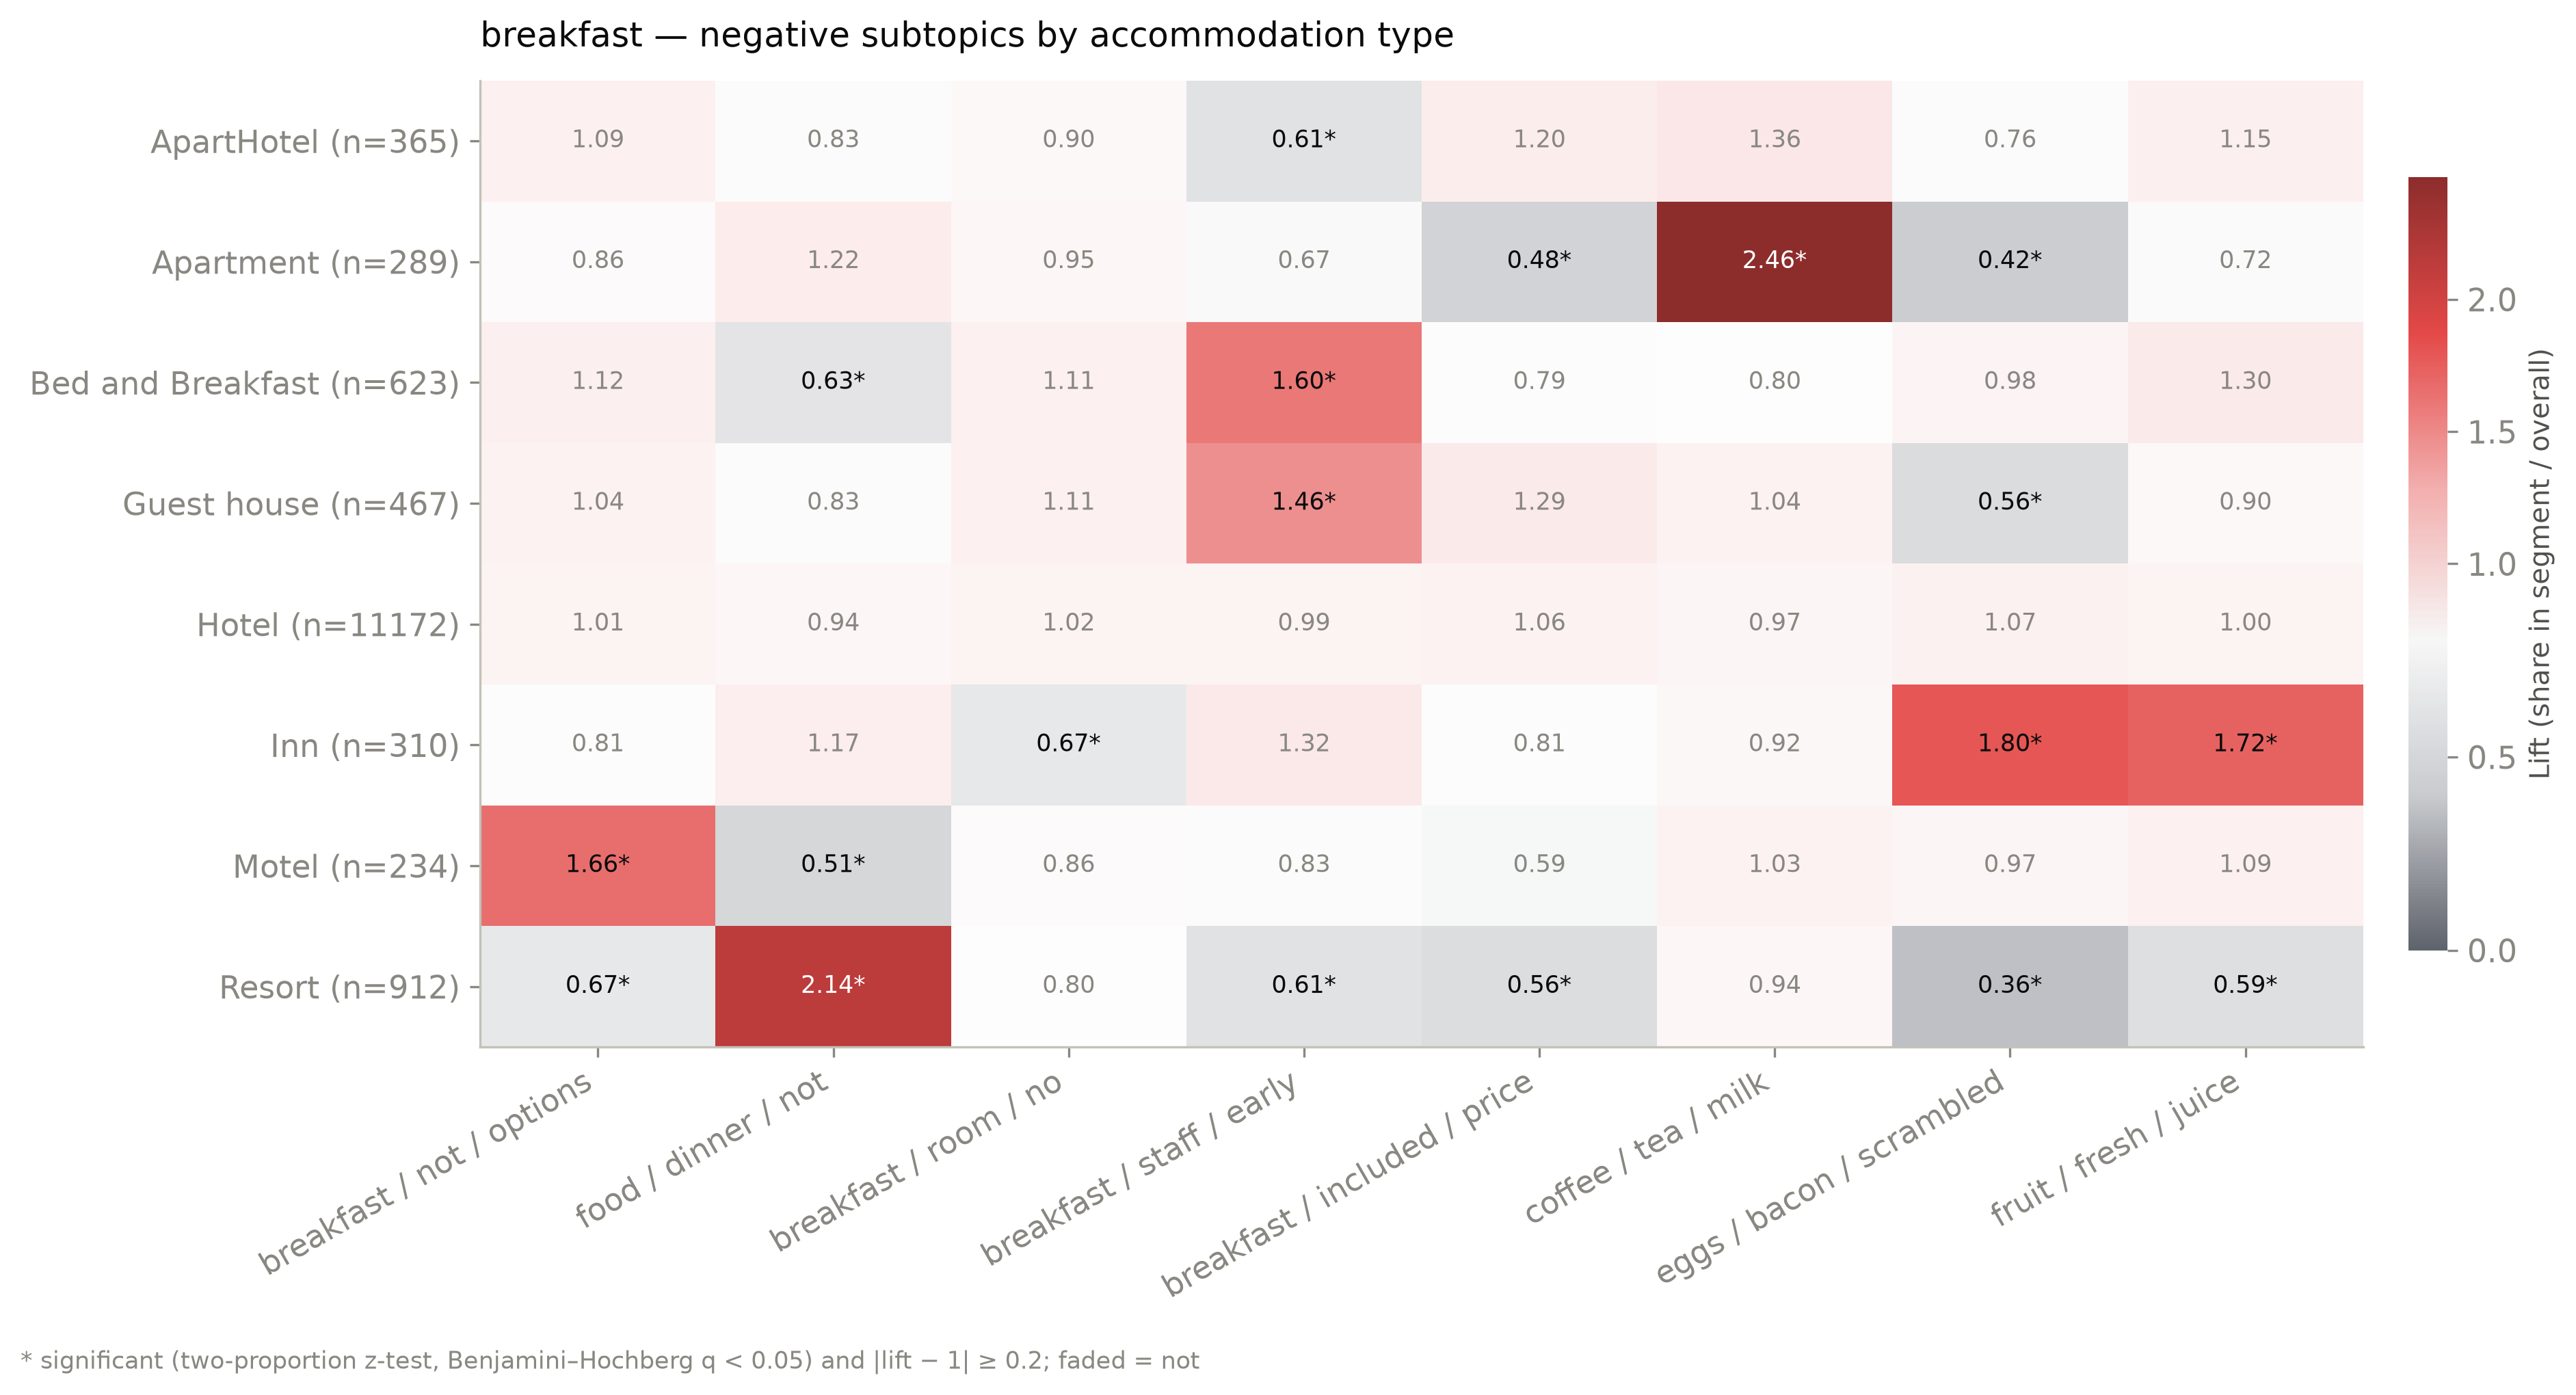 breakfast — negative subtopics by accommodation type
ApartHotel (n=365) 1.09 0.83 0.90 0.61* 1.20 1.36 0.76 1.15
Apartment (n=289) 0.86 1.22 0.95 0.67 0.48* 2.46* 0.42* 0.72
Bed and Breakfast (n=623) 1.12 0.63* 1.11 1.60* 0.79 0.80 0.98 1.30
Guest house (n=467) 1.04 0.83 1.11 1.46* 1.29 1.04 0.56* 0.90
Hotel (n=11172) 1.01 0.94 1.02 0.99 1.06 0.97 1.07 1.00
Inn (n=310) 0.81 1.17 0.67* 1.32 0.81 0.92 1.80* 1.72*
Motel (n=234) 1.66* 0.51* 0.86 0.83 0.59 1.03 0.97 1.09
Resort (n=912) 0.67* 2.14* 0.80 0.61* 0.56* 0.94 0.36* 0.59*
breakfast / not / options
food / dinner / not
breakfast / room / no
breakfast / staff / early
breakfast / included / price
coffee / tea / milk
eggs / bacon / scrambled
fruit / fresh / juice
2.0
1.5
1.0
0.5
0.0
Lift (share in segment / overall)
* significant (two-proportion z-test, Benjamini–Hochberg q < 0.05) and |lift − 1| ≥ 0.2; faded = not